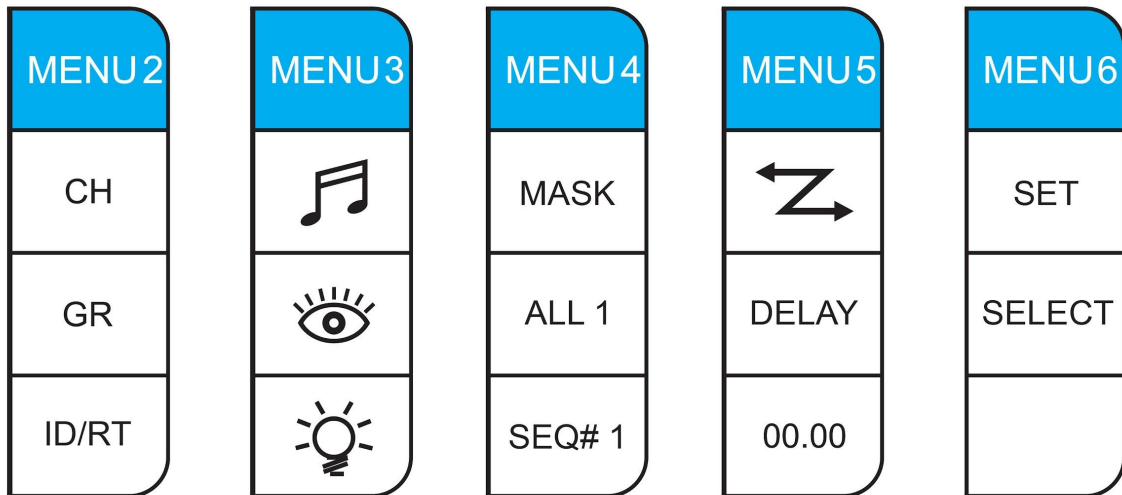 MENU2
CH
GR
ID/RT
MENU3
MENU4
MASK
ALL 1
SEQ# 1
MENU5
DELAY
00.00
MENU6
SET
SELECT